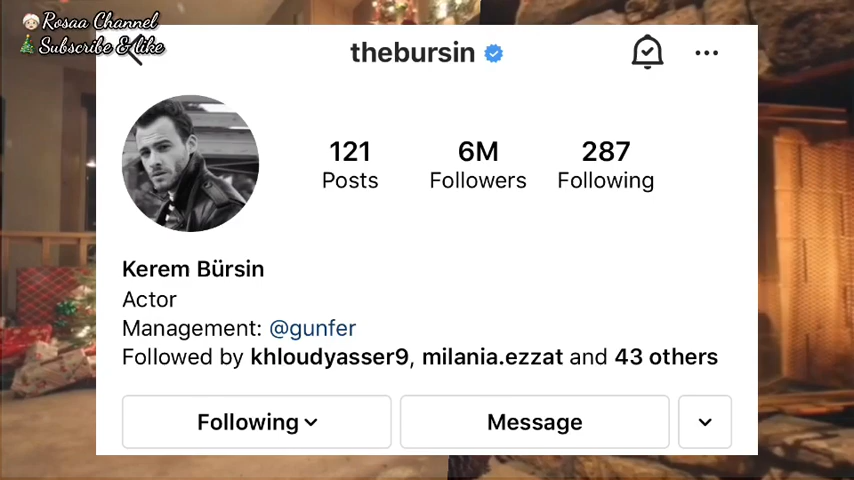 Rosaa Channel
Subscribe & like
thebursin
121
Posts
6M
Followers
287
Following
Kerem Bürsin
Actor
Management: @gunfer
Followed by khloudyasser9, milania.ezzat and 43 others
Following
Message